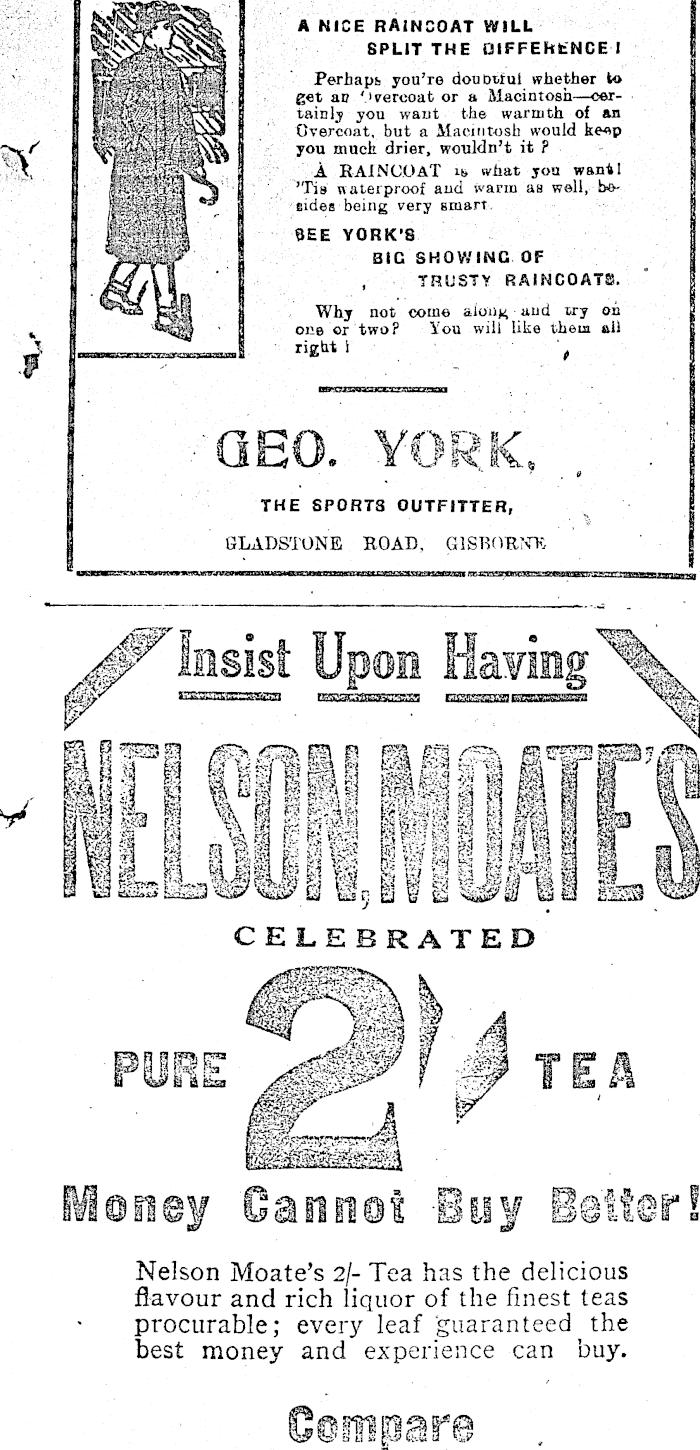 A NICE RAINCOAT WILL
SPLIT THE DIFFERENCE!
Perhaps you're doubtful whether to
get an Overcoat or a Macintosh—cer-
tainly you want the warmth of an
Overcoat, but a Macintosh would keep
you much drier, wouldn't it?
A RAINCOAT is what you want!
'Tis waterproof and warm as well, be-
sides being very smart.
SEE YORK'S
BIG SHOWING OF
TRUSTY RAINCOATS.
Why not come along and try on
one or two? You will like them all
right!
GEO. YORK,
THE SPORTS OUTFITTER,
GLADSTONE ROAD, GISBORNE
Insist Upon Having
NELSON, MOATE'S
CELEBRATED
PURE 2/- TEA
Money Cannot Buy Better!
Nelson Moate's 2/- Tea has the delicious
flavour and rich liquor of the finest teas
procurable; every leaf guaranteed the
best money and experience can buy.
Compare